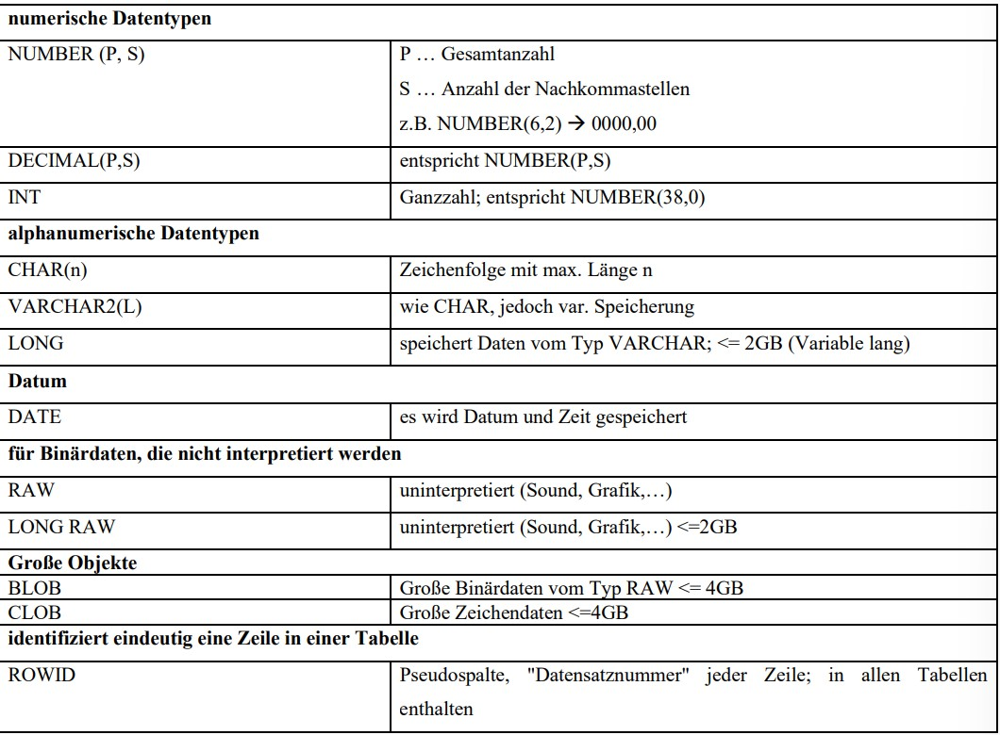 numerische Datentypen
NUMBER (P, S)
P … Gesamtanzahl
S … Anzahl der Nachkommastellen
z.B. NUMBER(6,2) → 0000,00
DECIMAL(P,S)
entspricht NUMBER(P,S)
INT
Ganzzahl; entspricht NUMBER(38,0)
alphanumerische Datentypen
CHAR(n)
Zeichenfolge mit max. Länge n
VARCHAR2(L)
wie CHAR, jedoch var. Speicherung
LONG
speichert Daten vom Typ VARCHAR; <= 2GB (Variable lang)
Datum
DATE
es wird Datum und Zeit gespeichert
für Binärdaten, die nicht interpretiert werden
RAW
uninterpretiert (Sound, Grafik,…)
LONG RAW
uninterpretiert (Sound, Grafik,…) <=2GB
Große Objekte
BLOB
Große Binärdaten vom Typ RAW <= 4GB
CLOB
Große Zeichendaten <=4GB
identifiziert eindeutig eine Zeile in einer Tabelle
ROWID
Pseudospalte, "Datensatznummer" jeder Zeile; in allen Tabellen
enthalten